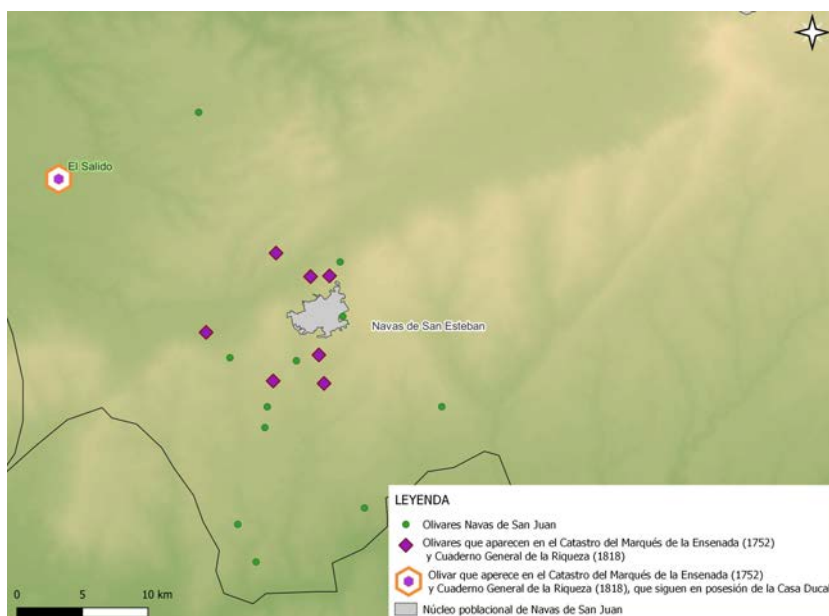 El Salido
Navas de San Esteban
LEYENDA
Olivares Navas de San Juan
Olivares que aparecen en el Catastro del Marqués de la Ensenada (1752)
y Cuaderno General de la Riqueza (1818)
Olivar que aperece en el Catastro del Marqués de la Ensenada (1752)
y Cuaderno General de la Riqueza (1818), que siguen en posesión de la Casa Ducal
Núcleo poblacional de Navas de San Juan
0 5 10 km